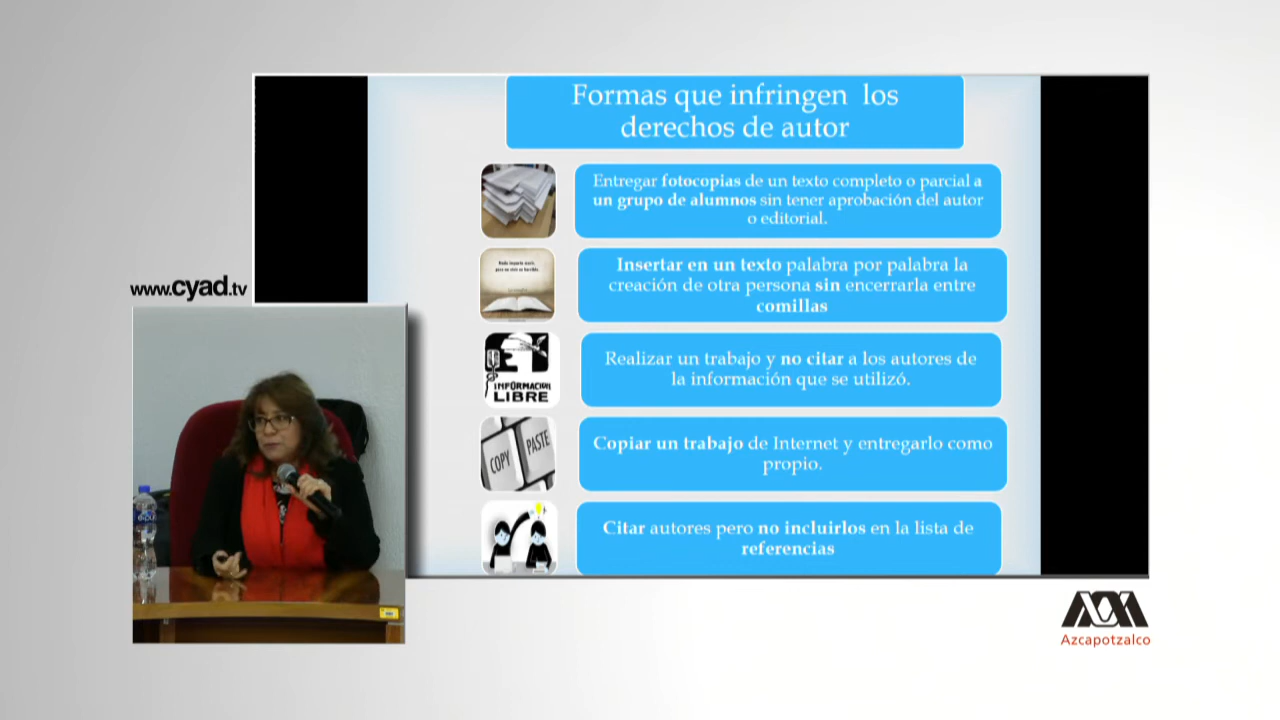 Formas que infringen los
derechos de autor
Entregar fotocopias de un texto completo o parcial a
un grupo de alumnos sin tener aprobación del autor
o editorial.
Insertar en un texto palabra por palabra la
creación de otra persona sin encerrarla entre
comillas
INFORMACION
LIBRE
Realizar un trabajo y no citar a los autores de
la información que se utilizó.
COPY
PASTE
Copiar un trabajo de Internet y entregarlo como
propio.
Citar autores pero no incluirlos en la lista de
referencias
www.cyad.tv
Azcapotzalco